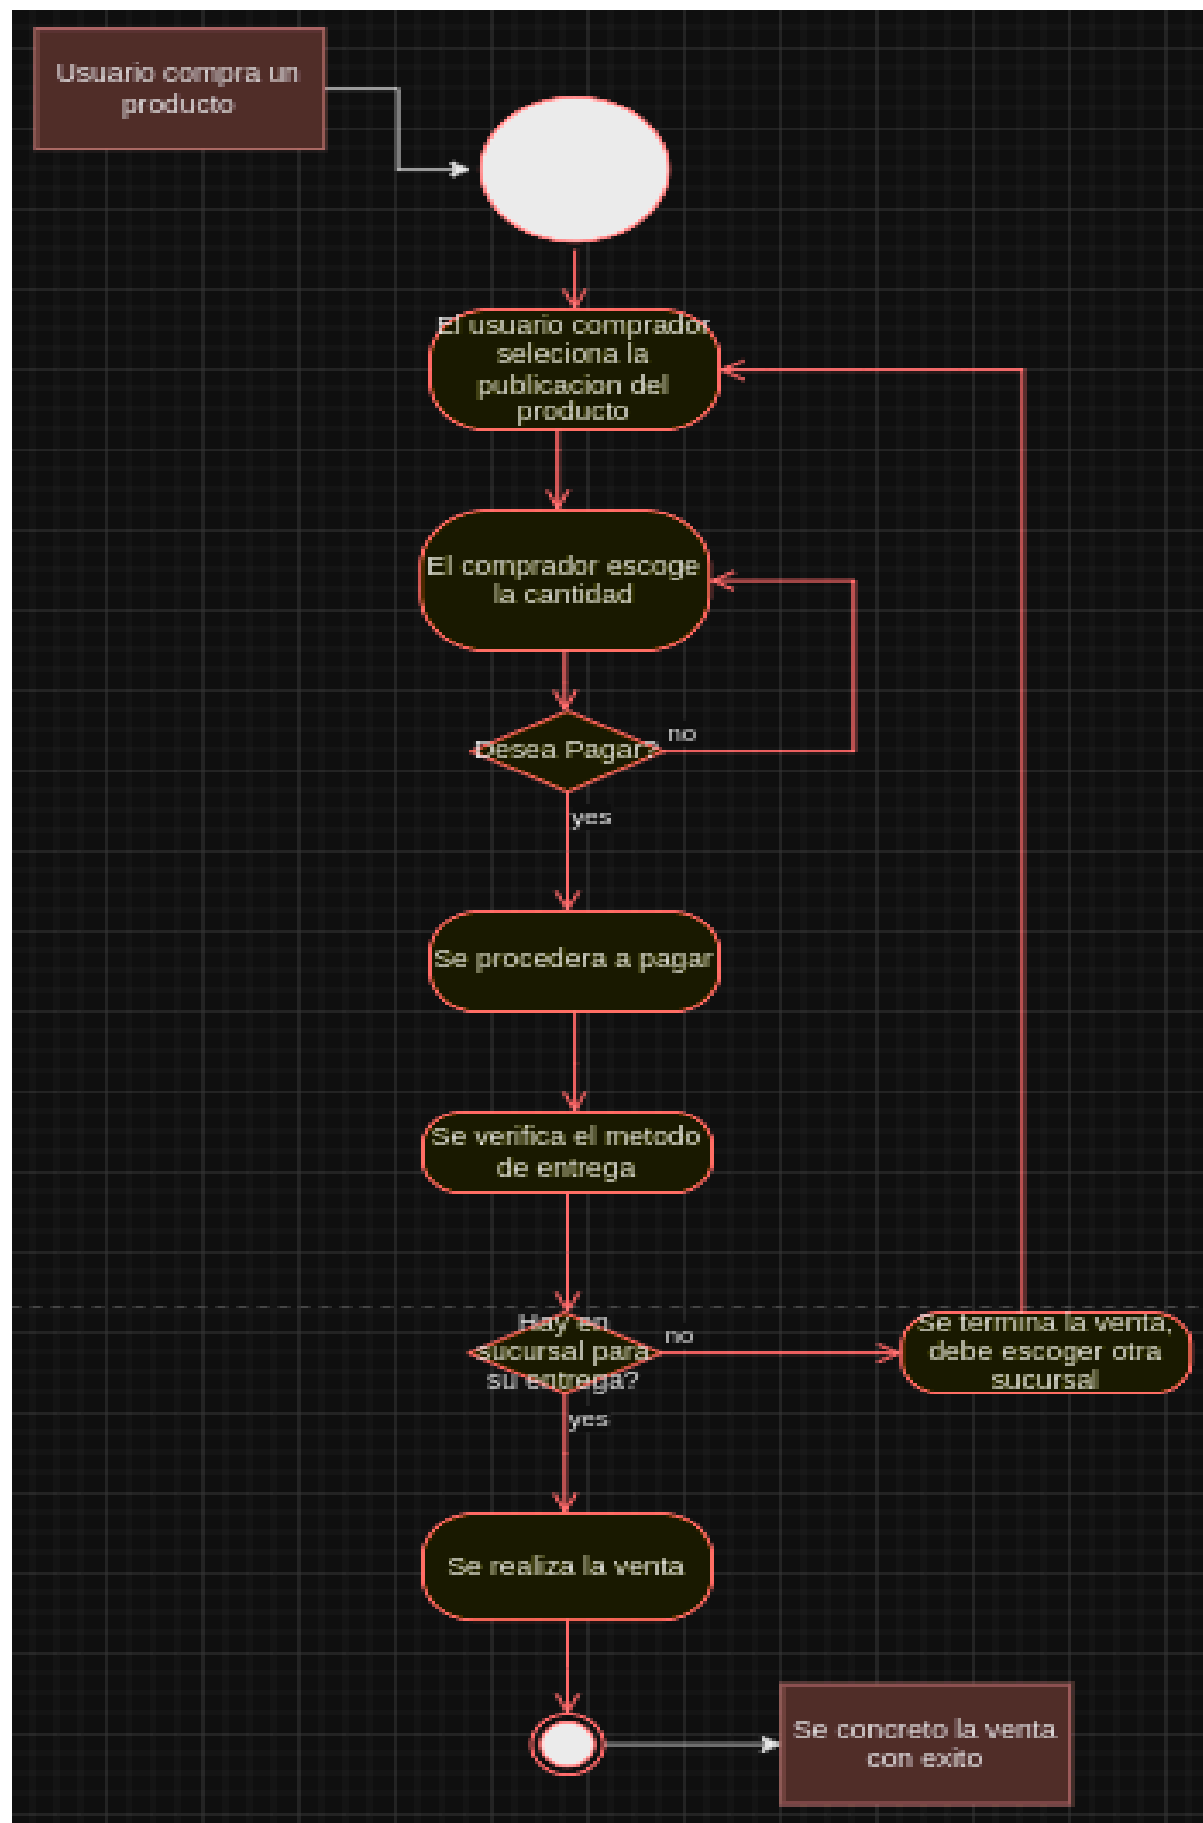 Usuario compra un
producto
El usuario comprador
seleciona la
publicacion del
producto
El comprador escoge
la cantidad
Desea Pagar?
no
yes
Se procedera a pagar
Se verifica el metodo
de entrega
Hay en
sucursal para
su entrega?
no
Se termina la venta,
debe escoger otra
sucursal
yes
Se realiza la venta
Se concreto la venta
con exito